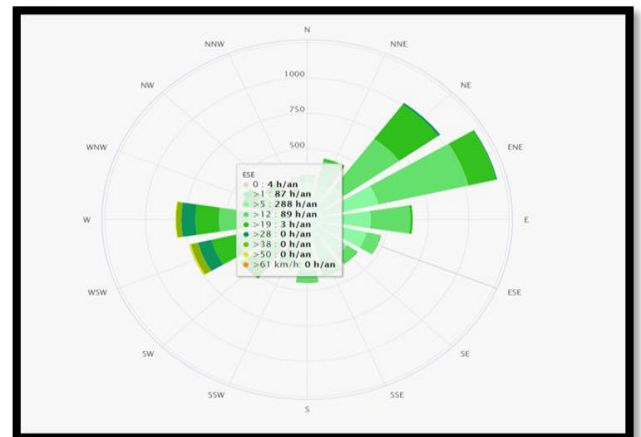 N
NNW
NNE
1000
NW
NE
750
500
WNW
ENE
ESE
0 : 4 h/an
>1 : 87 h/an
>5 : 288 h/an
>12 : 89 h/an
>19 : 3 h/an
>28 : 0 h/an
>38 : 0 h/an
>50 : 0 h/an
>61 km/h: 0 h/an
W
E
WSW
ESE
SW
SE
SSW
SSE
S